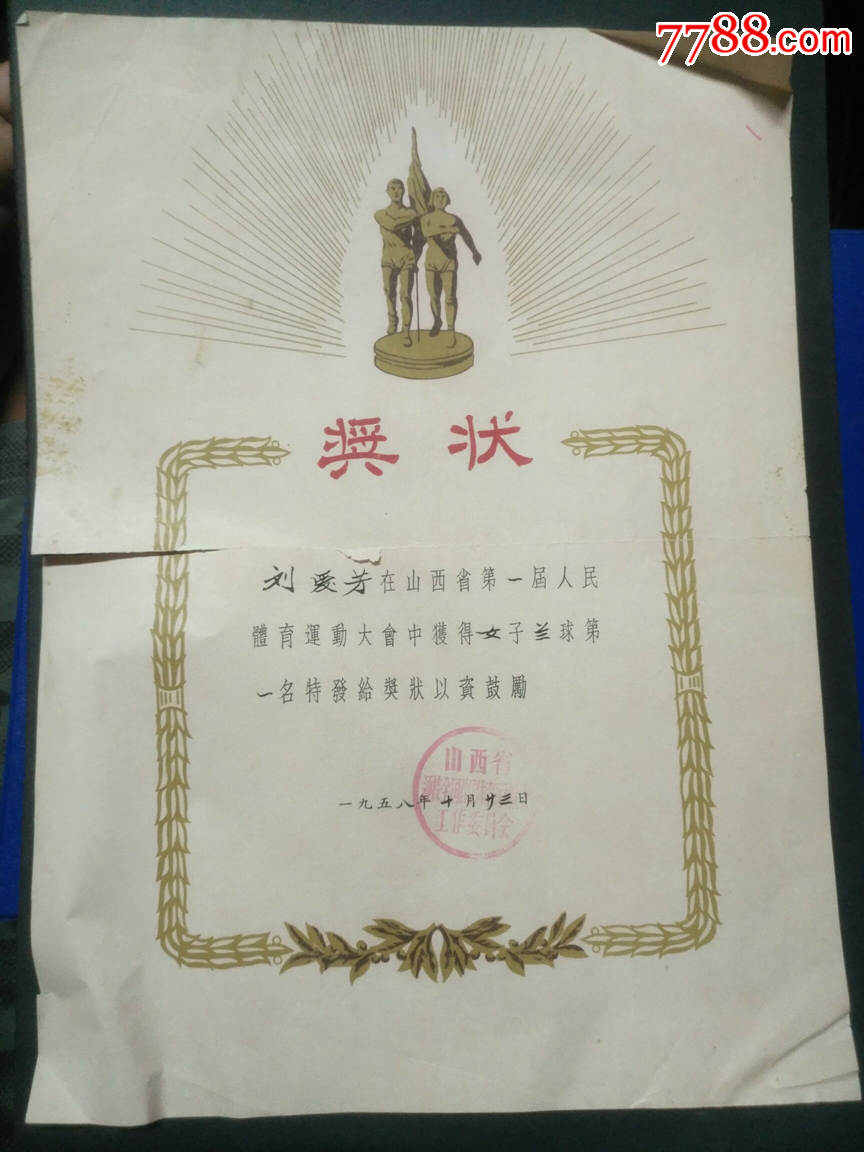 7788.com
奬状
刘爱芳在山西省第一届人民
體育運動大會中獲得女子兰球第
一名特發給奬狀以資鼓勵
山西省
工作委員会
一九五八年十月廿三日